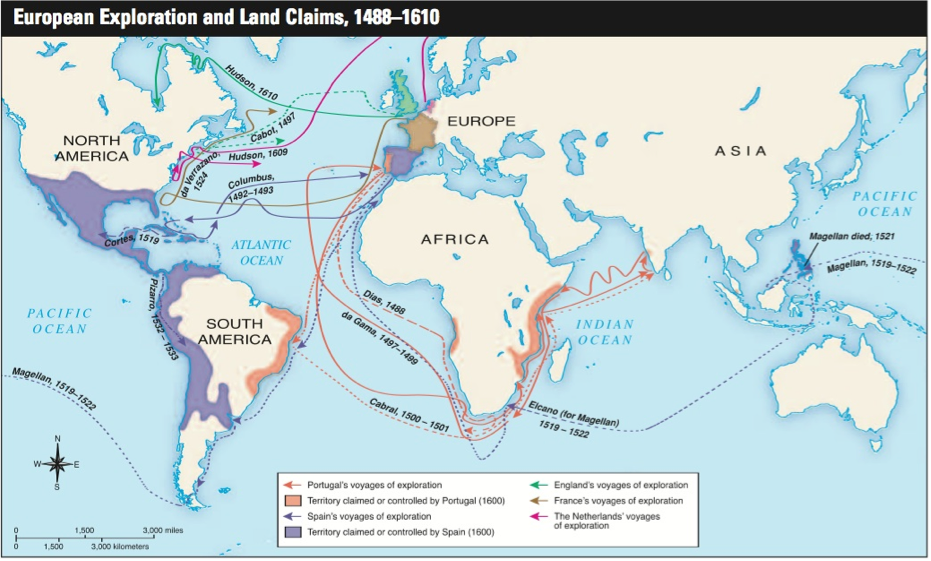 European Exploration and Land Claims, 1488–1610
Hudson, 1610
Cabot, 1497
Hudson, 1609
da Verrazano,
1524
Columbus,
1492–1493
Cortés, 1519
NORTH
AMERICA
EUROPE
ASIA
PACIFIC
OCEAN
Magellan died, 1521
Magellan, 1519–1522
ATLANTIC
OCEAN
AFRICA
Pizarro, 1532–1533
PACIFIC
OCEAN
SOUTH
AMERICA
Dias, 1488
da Gama, 1497–1499
INDIAN
OCEAN
Magellan, 1519–1522
Cabral, 1500–1501
Elcano (for Magellan)
1519–1522
N
W
E
S
0 1,500 3,000 miles
0 1,500 3,000 kilometers
Portugal's voyages of exploration
Territory claimed or controlled by Portugal (1600)
Spain's voyages of exploration
Territory claimed or controlled by Spain (1600)
England's voyages of exploration
France's voyages of exploration
The Netherlands' voyages
of exploration